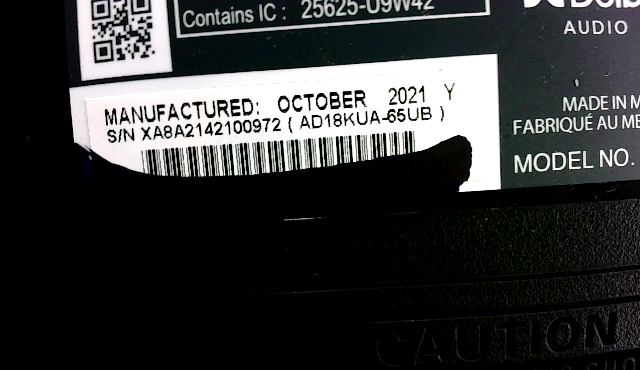 Contains IC : 25625-U9W42
AUDIO
MANUFACTURED: OCTOBER 2021 Y
S/N XA8A2142100972 ( AD18KUA-65UB )
MADE IN M
FABRIQUÉ AU ME
MODEL NO.
CAUTION